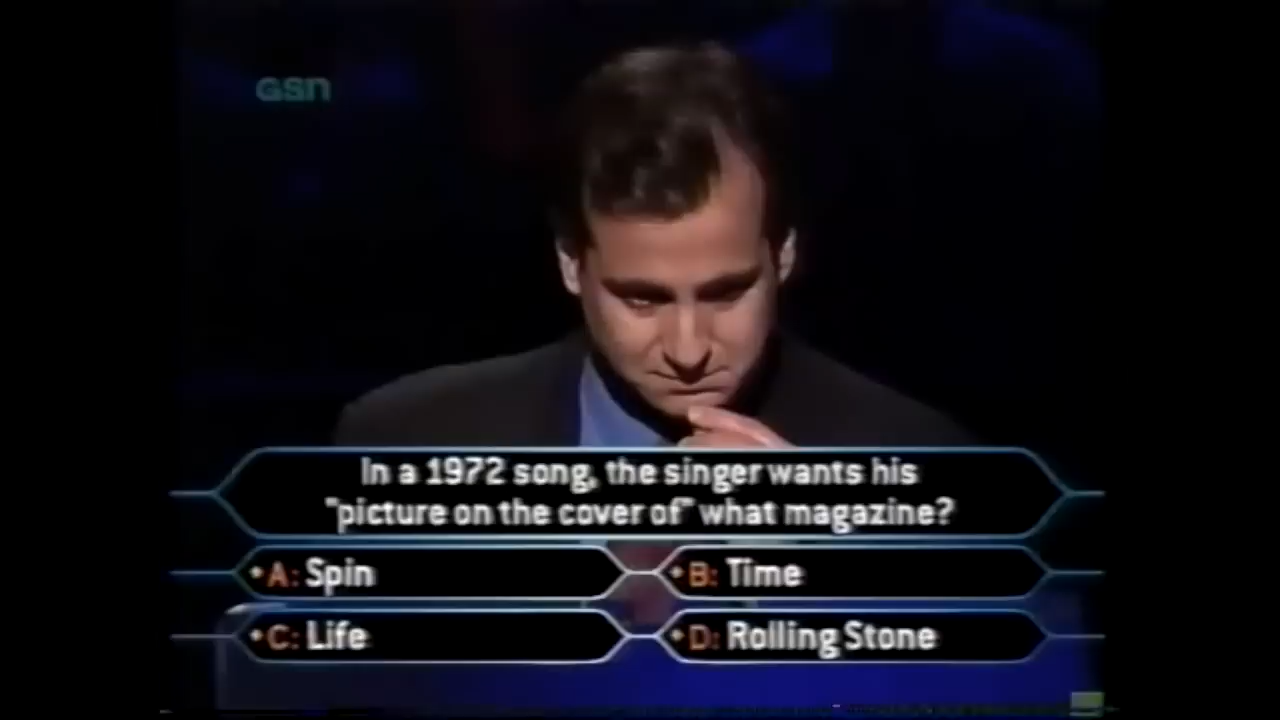 GSN
In a 1972 song, the singer wants his
"picture on the cover of" what magazine?
A: Spin
B: Time
C: Life
D: Rolling Stone